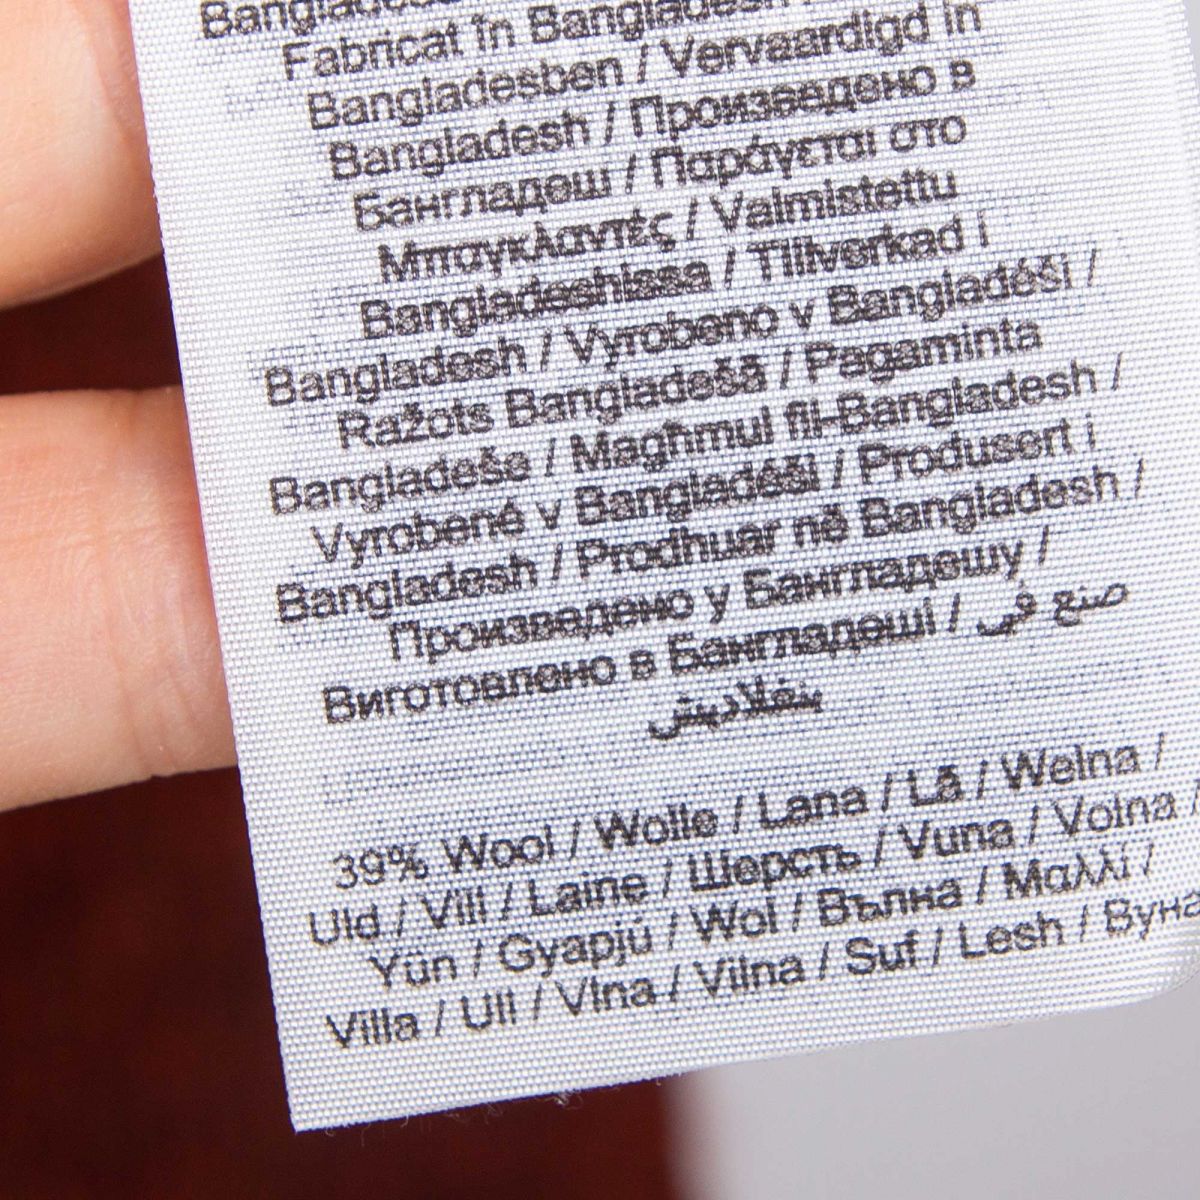 Fabricat în Bangladesh
Bangladesben / Vervaardigd in
Bangladesh / Произведено в
Бангладеш / Παράγεται στο
Μπαγκλαντές / Valmistettu
Bangladeshissa / Tillverkad i
Bangladesh / Vyrobeno v Bangladéši /
Ražots Bangladešā / Pagaminta
Bangladeše / Magħmul fil-Bangladesh /
Vyrobené v Bangladéši / Produsert i
Bangladesh / Prodhuar në Bangladesh /
Произведено у Бангладешу /
Виготовлено в Бангладеші / صنع في
بنغلاديش
39% Wool / Wolle / Lana / Lã / Wełna /
Uld / Vill / Laine / Шерсть / Vuna / Volna /
Yün / Gyapjú / Wol / Вълна / Μαλλί /
Villa / Ull / Vlna / Vilna / Suf / Lesh / Вуна